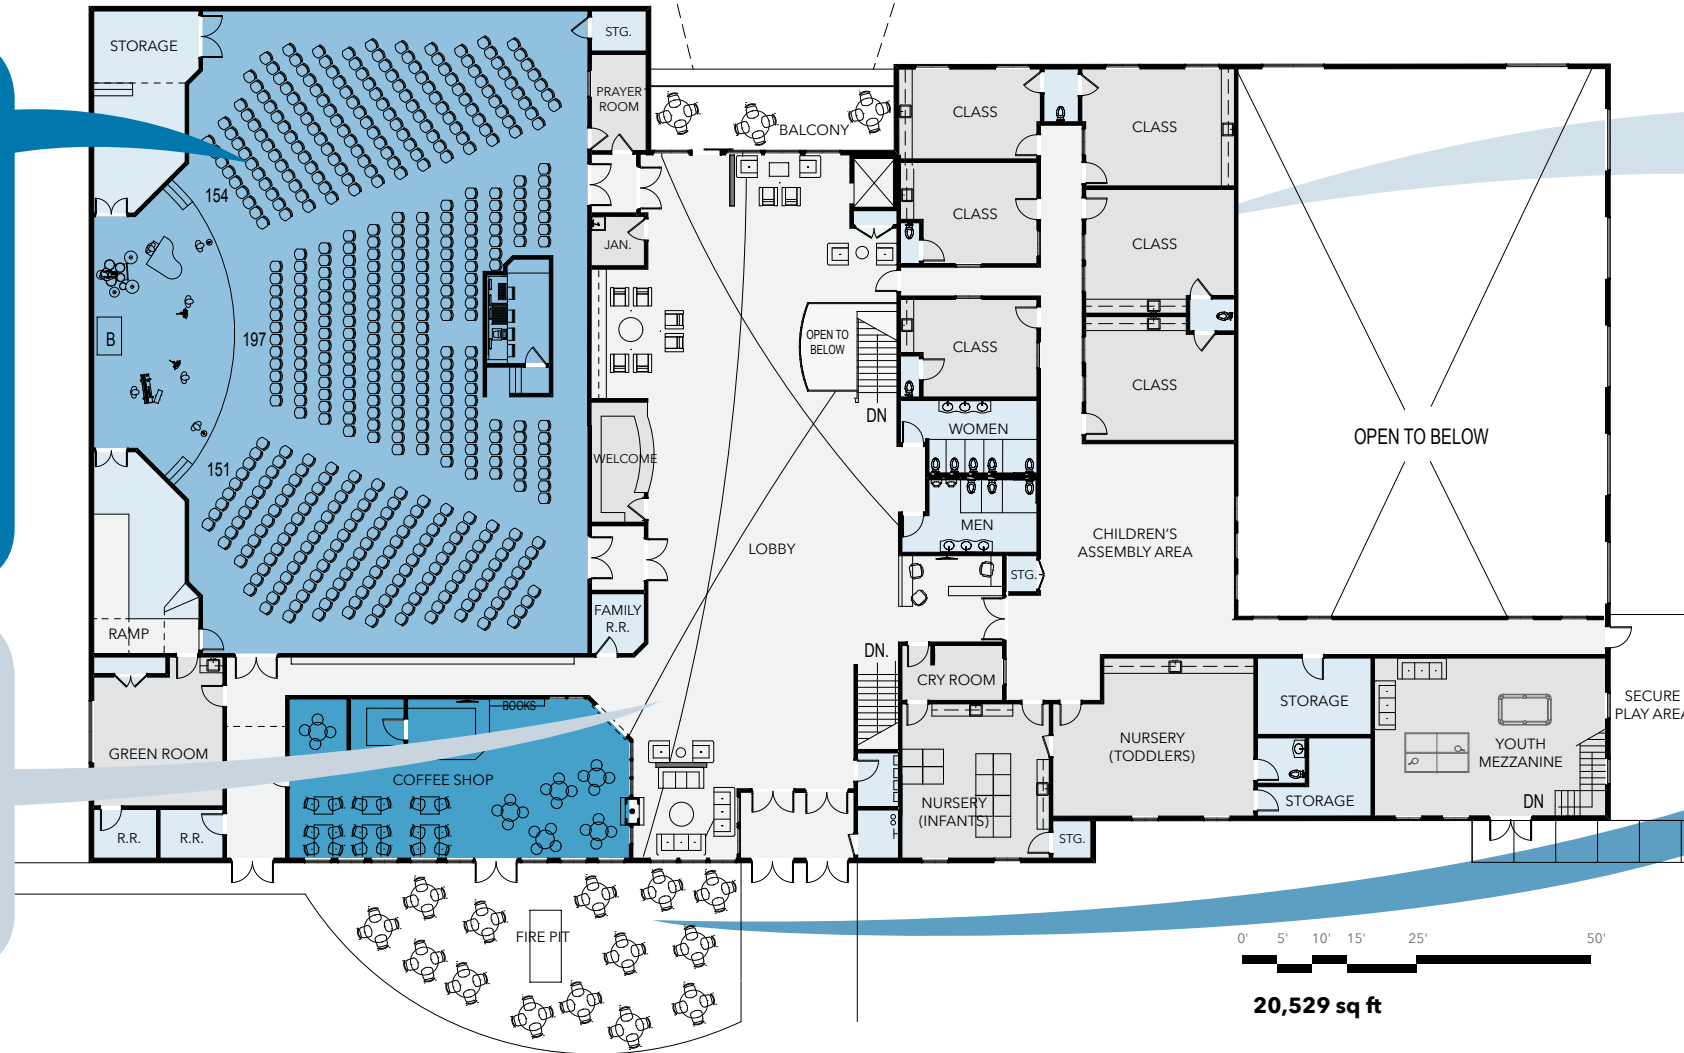 STORAGE
STG.
PRAYER
ROOM
BALCONY
CLASS
CLASS
154
CLASS
CLASS
JAN.
B
197
OPEN TO
BELOW
CLASS
CLASS
DN
WOMEN
OPEN TO BELOW
WELCOME
151
MEN
LOBBY
CHILDREN'S
ASSEMBLY AREA
STG.
FAMILY
R.R.
RAMP
DN.
CRY ROOM
BOOKS
STORAGE
SECURE
PLAY AREA
GREEN ROOM
COFFEE SHOP
NURSERY
(TODDLERS)
YOUTH
MEZZANINE
NURSERY
(INFANTS)
STORAGE
DN
R.R.
R.R.
STG.
FIRE PIT
0' 5' 10' 15' 25' 50'
20,529 sq ft